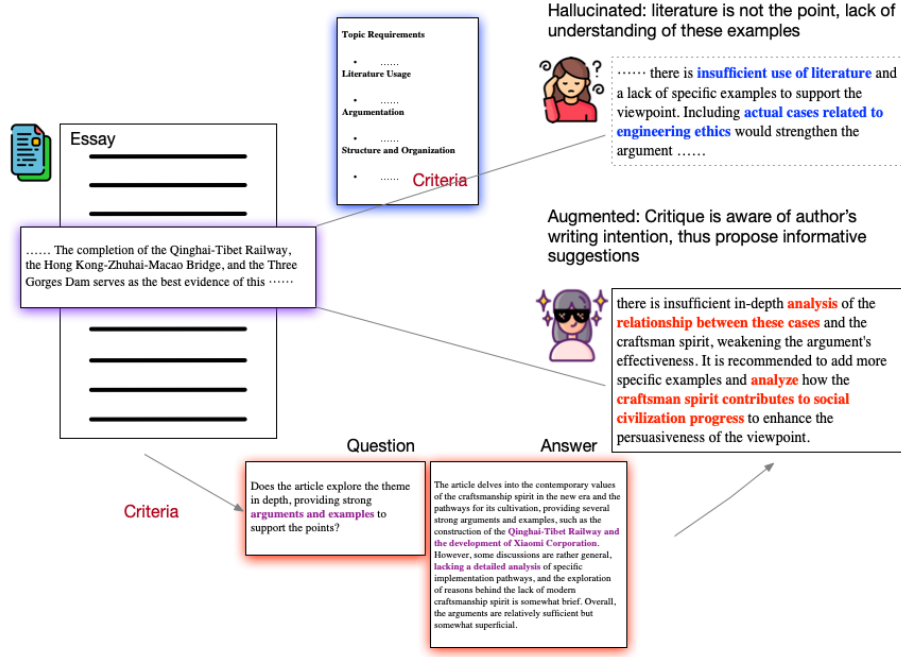 Hallucinated: literature is not the point, lack of
understanding of these examples
Topic Requirements
• ......
Literature Usage
• ......
Argumentation
• ......
Structure and Organization
• ......
Criteria
...... there is insufficient use of literature and
a lack of specific examples to support the
viewpoint. Including actual cases related to
engineering ethics would strengthen the
argument ......
Essay
...... The completion of the Qinghai-Tibet Railway,
the Hong Kong-Zhuhai-Macao Bridge, and the Three
Gorges Dam serves as the best evidence of this ......
Augmented: Critique is aware of author's
writing intention, thus propose informative
suggestions
there is insufficient in-depth analysis of the
relationship between these cases and the
craftsman spirit, weakening the argument's
effectiveness. It is recommended to add more
specific examples and analyze how the
craftsman spirit contributes to social
civilization progress to enhance the
persuasiveness of the viewpoint.
Criteria
Question
Does the article explore the theme
in depth, providing strong
arguments and examples to
support the points?
Answer
The article delves into the contemporary values
of the craftsmanship spirit in the new era and the
pathways for its cultivation, providing several
strong arguments and examples, such as the
construction of the Qinghai-Tibet Railway and
the development of Xiaomi Corporation.
However, some discussions are rather general,
lacking a detailed analysis of specific
implementation pathways, and the exploration
of reasons behind the lack of modern
craftsmanship spirit is somewhat brief. Overall,
the arguments are relatively sufficient but
somewhat superficial.